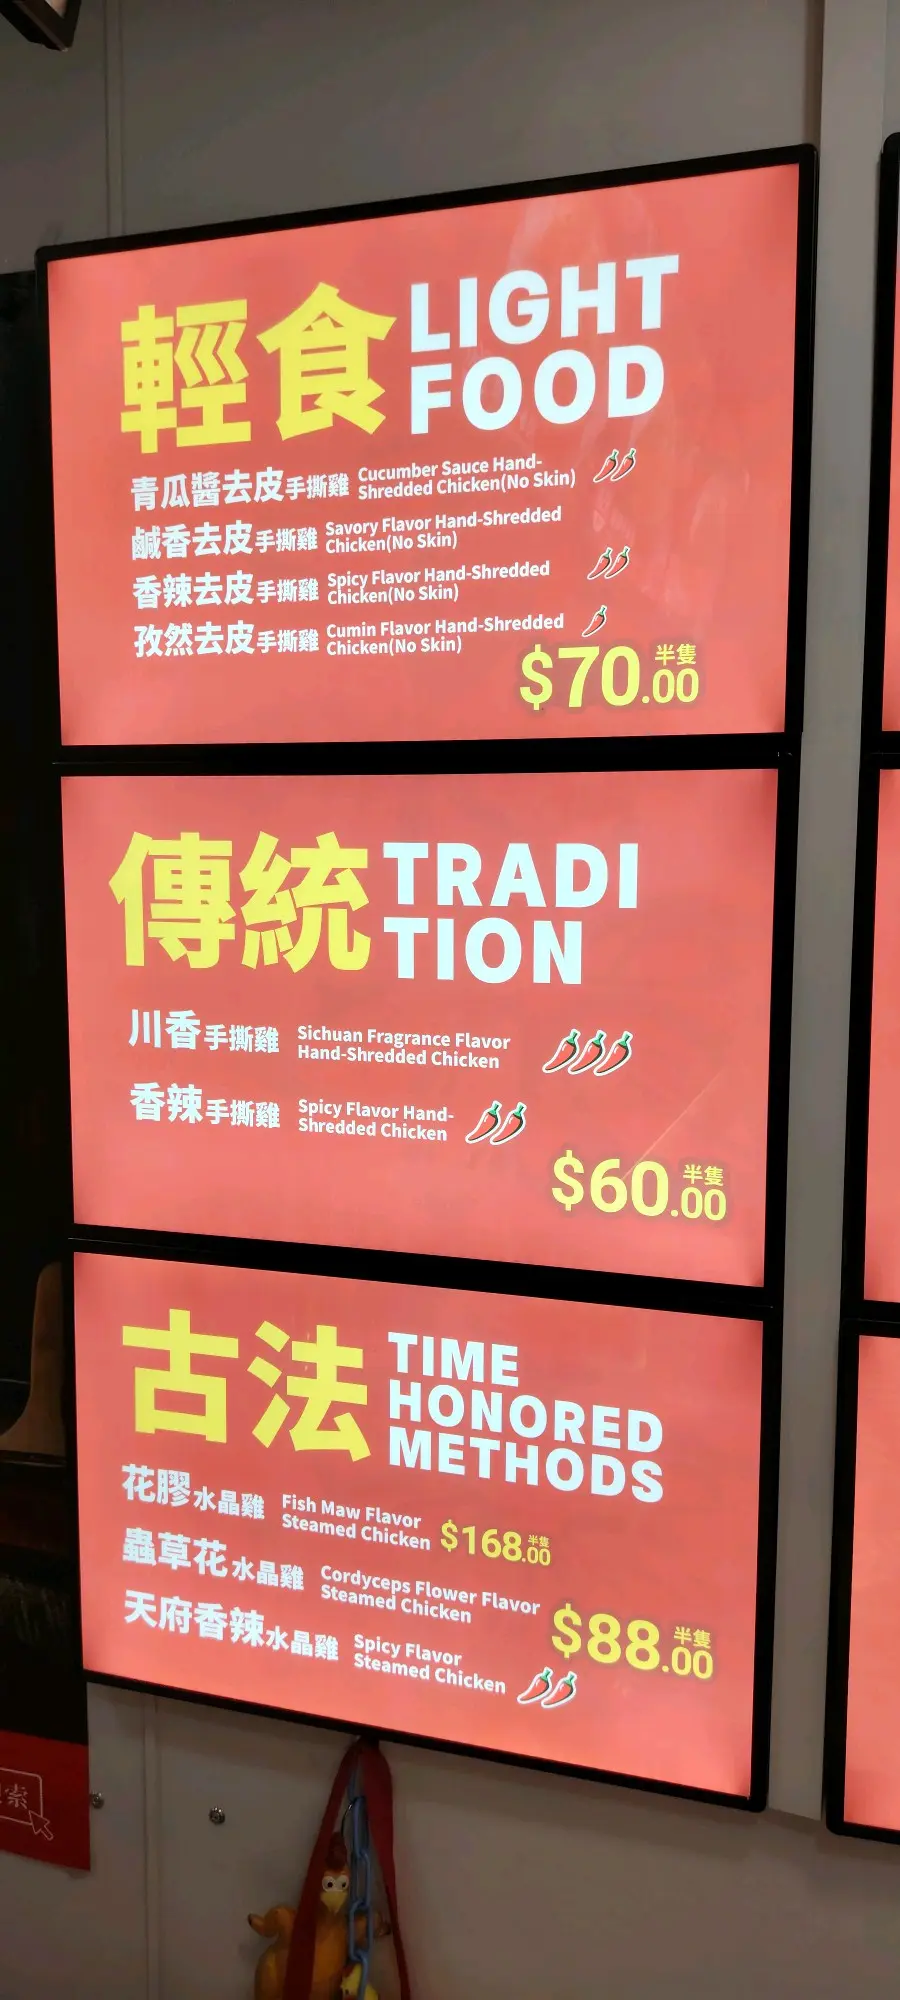 輕食 LIGHT
FOOD
青瓜醬去皮手撕雞 Cucumber Sauce Hand-
Shredded Chicken(No Skin)
鹹香去皮手撕雞 Savory Flavor Hand-Shredded
Chicken(No Skin)
香辣去皮手撕雞 Spicy Flavor Hand-Shredded
Chicken(No Skin)
孜然去皮手撕雞 Cumin Flavor Hand-Shredded
Chicken(No Skin)
$70.00 半隻
傳統 TRADI
TION
川香手撕雞 Sichuan Fragrance Flavor
Hand-Shredded Chicken
香辣手撕雞 Spicy Flavor Hand-
Shredded Chicken
$60.00 半隻
古法 TIME
HONORED
METHODS
花膠水晶雞 Fish Maw Flavor
Steamed Chicken $168.00 半隻
蟲草花水晶雞 Cordyceps Flower Flavor
Steamed Chicken
$88.00 半隻
天府香辣水晶雞 Spicy Flavor
Steamed Chicken
索